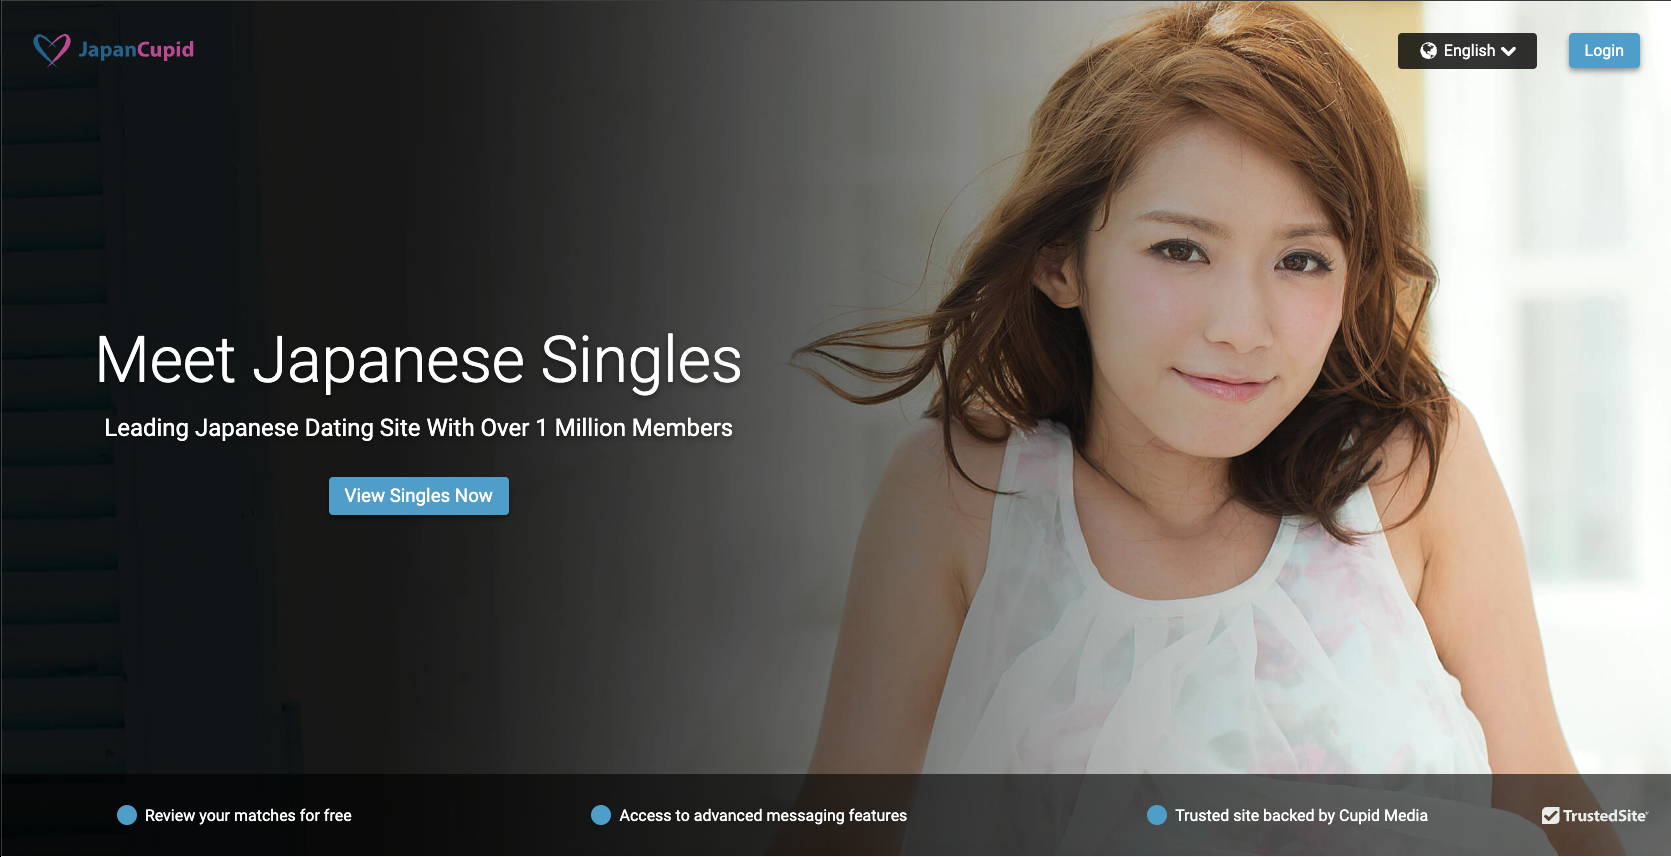 JapanCupid
English
Login
Meet Japanese Singles
Leading Japanese Dating Site With Over 1 Million Members
View Singles Now
Review your matches for free
Access to advanced messaging features
Trusted site backed by Cupid Media
TrustedSite